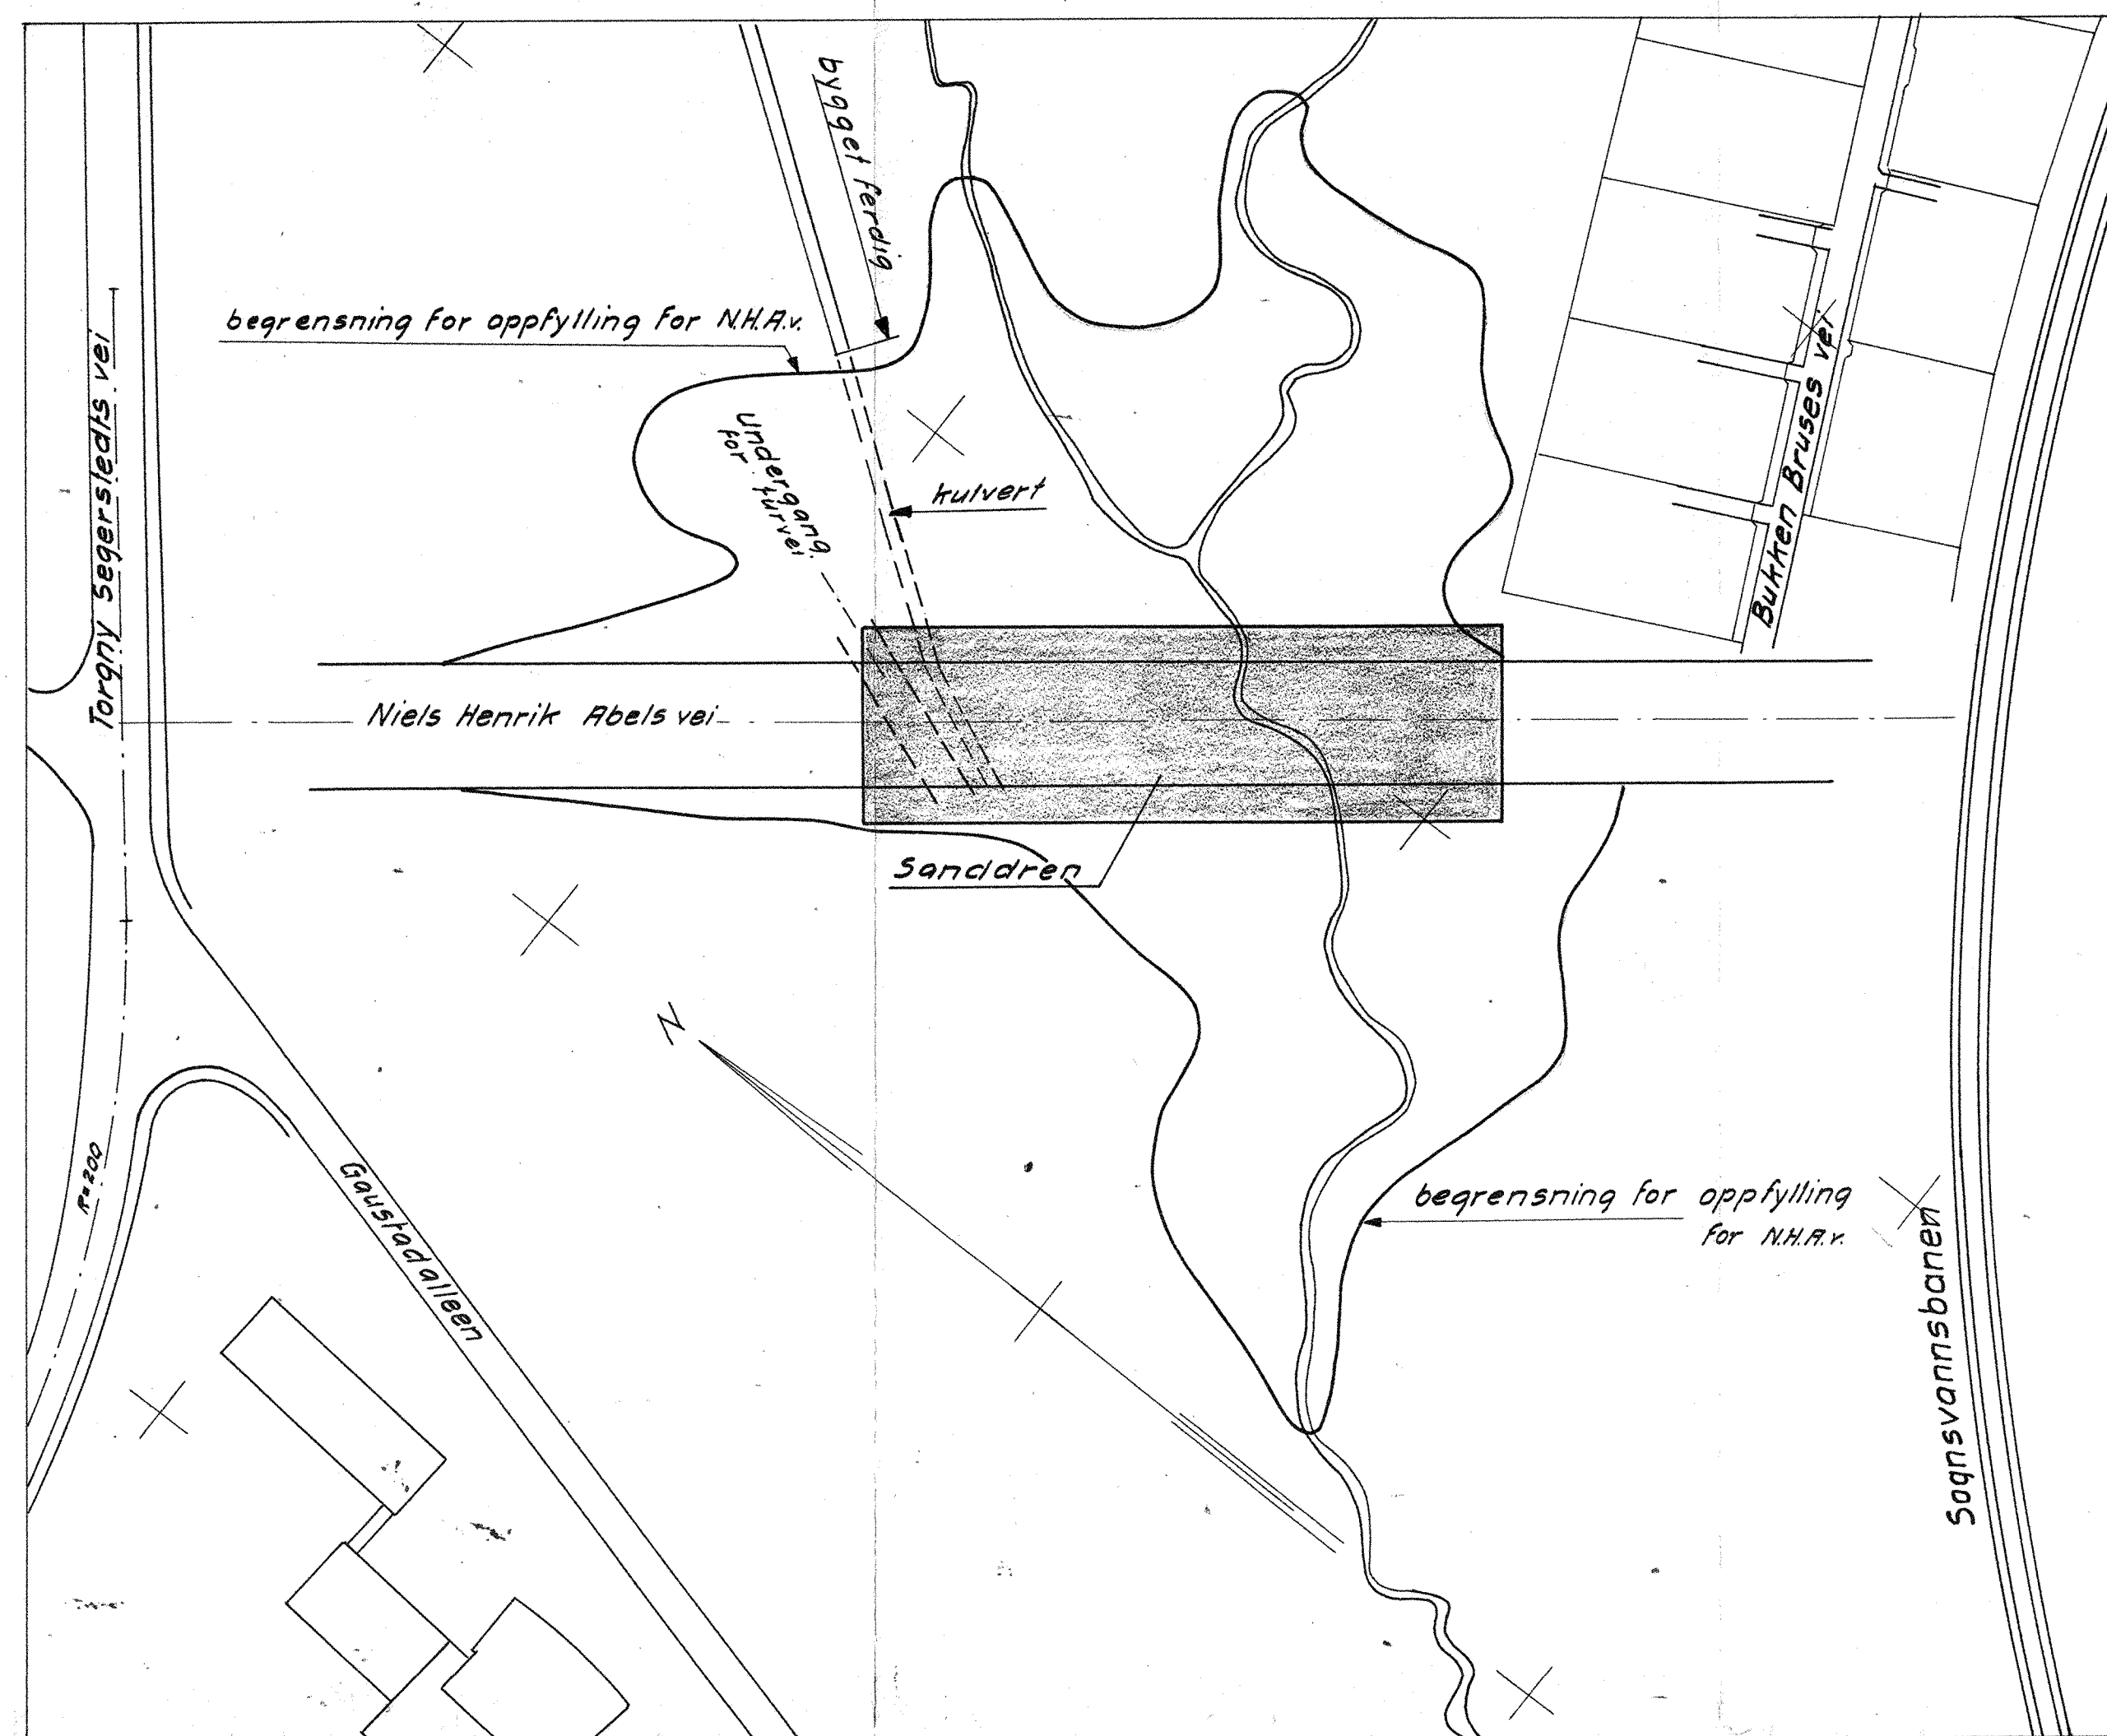 bygget ferdig
begrensning for oppfylling for N.H.A.v.
Torgny Segerstedts vei
Undergang
for turvei
kulvert
Bukken Bruses vei
Niels Henrik Abels vei
Sanddren
N
R=200
Gaustadalleen
begrensning for oppfylling
for N.H.A.v.
Sognsvannsbanen